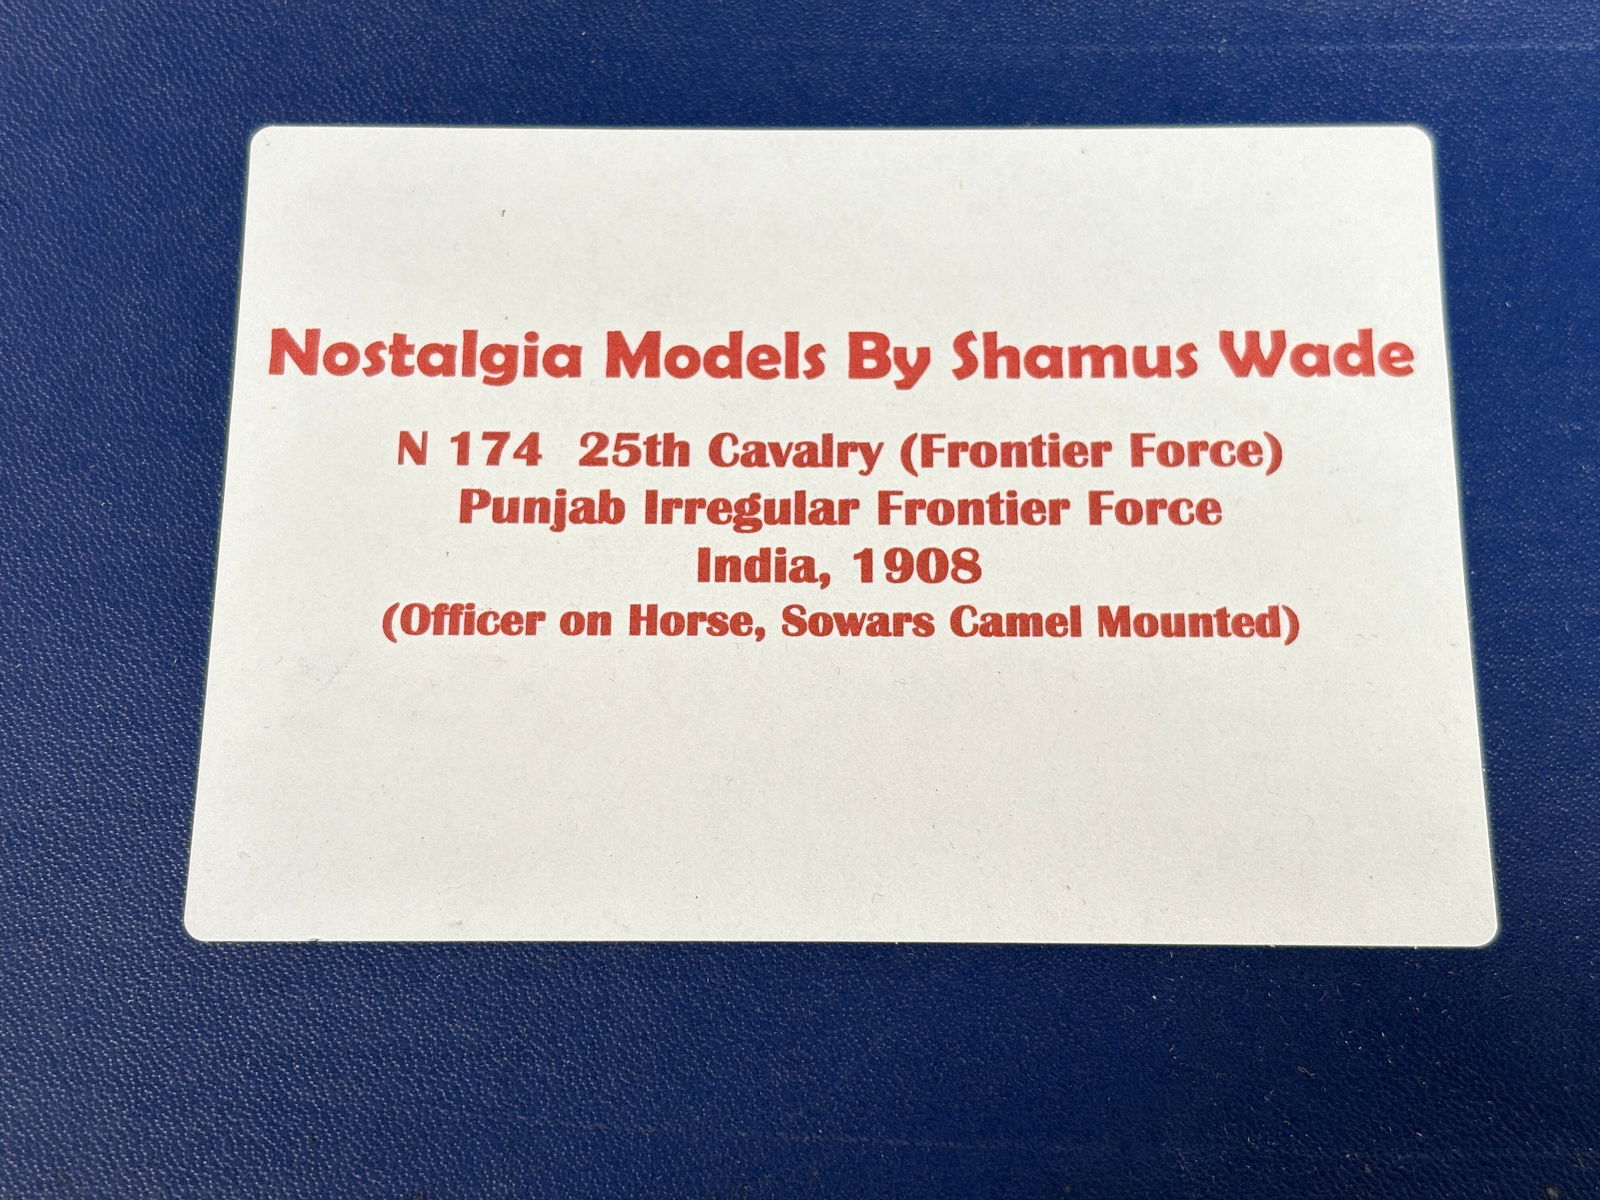 Nostalgia Models By Shamus Wade
N 174 25th Cavalry (Frontier Force)
Punjab Irregular Frontier Force
India, 1908
(Officer on Horse, Sowars Camel Mounted)